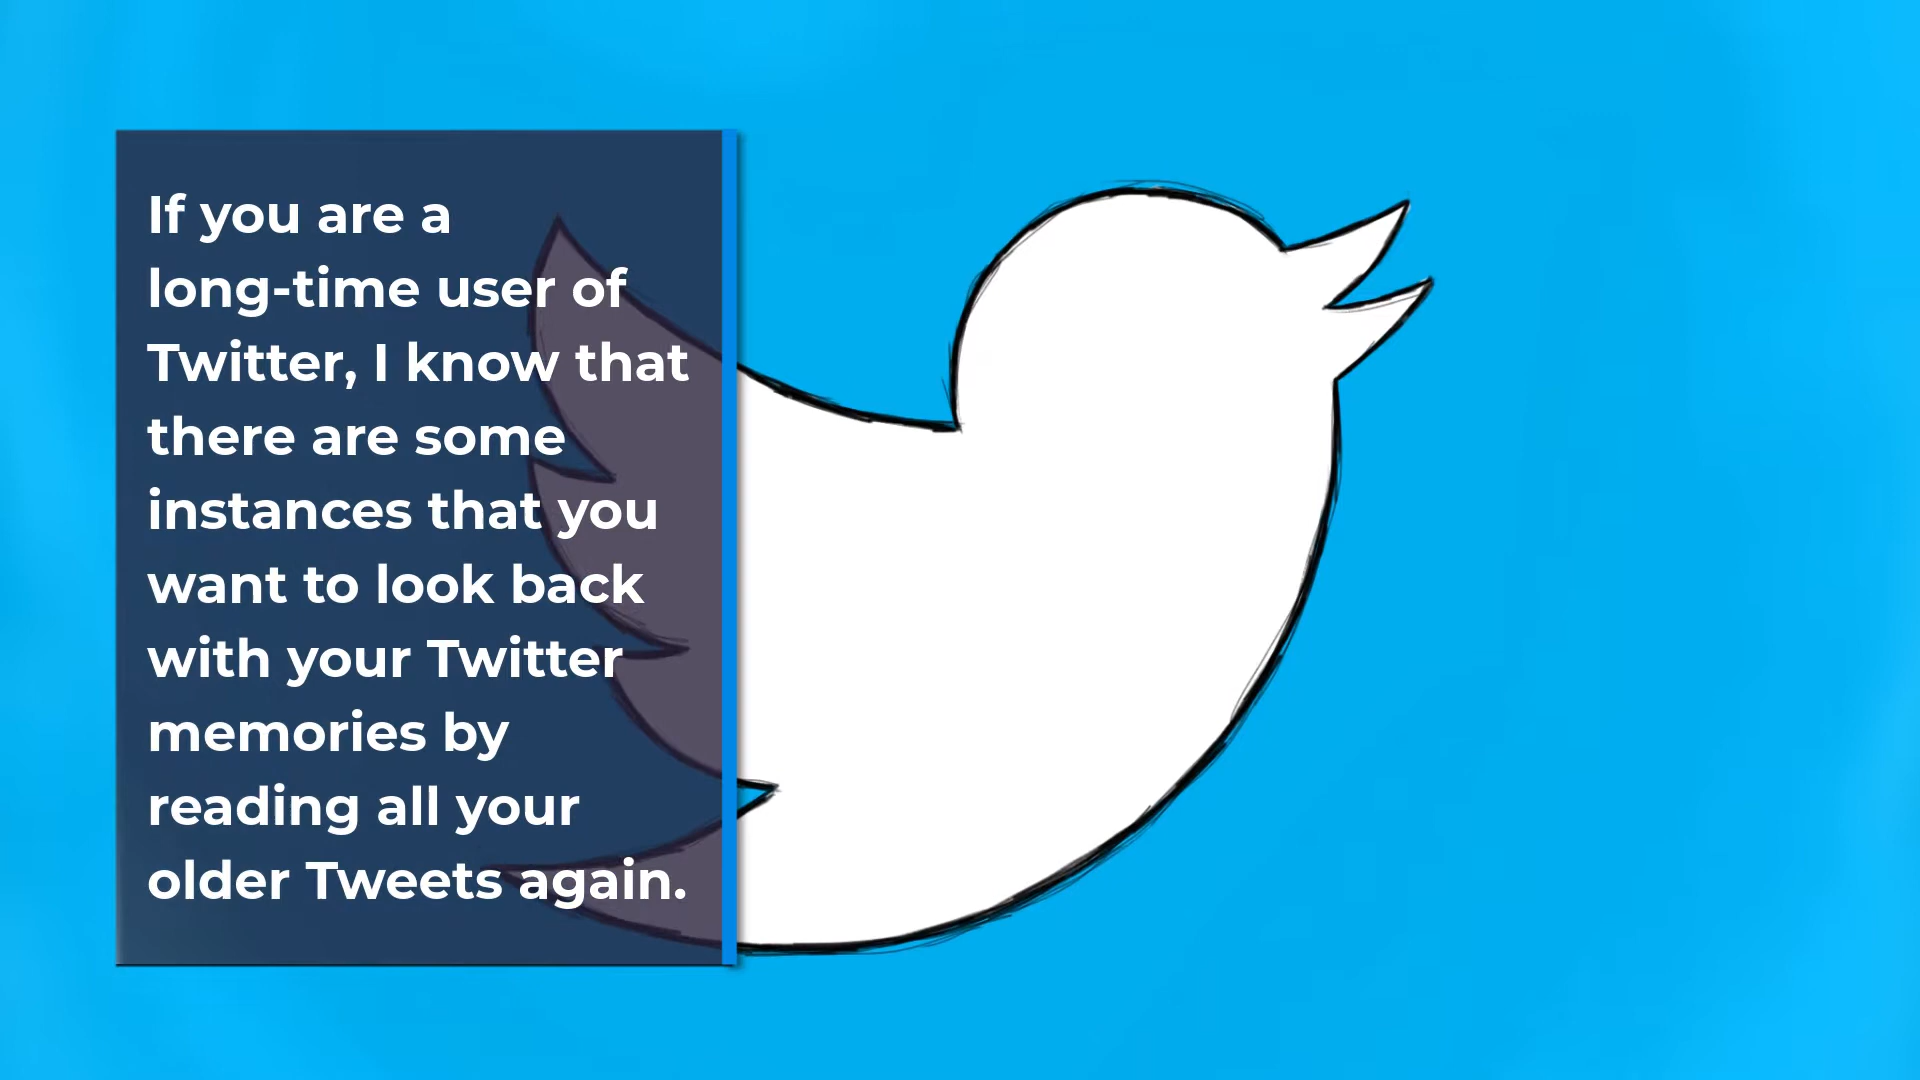 If you are a
long-time user of
Twitter, I know that
there are some
instances that you
want to look back
with your Twitter
memories by
reading all your
older Tweets again.